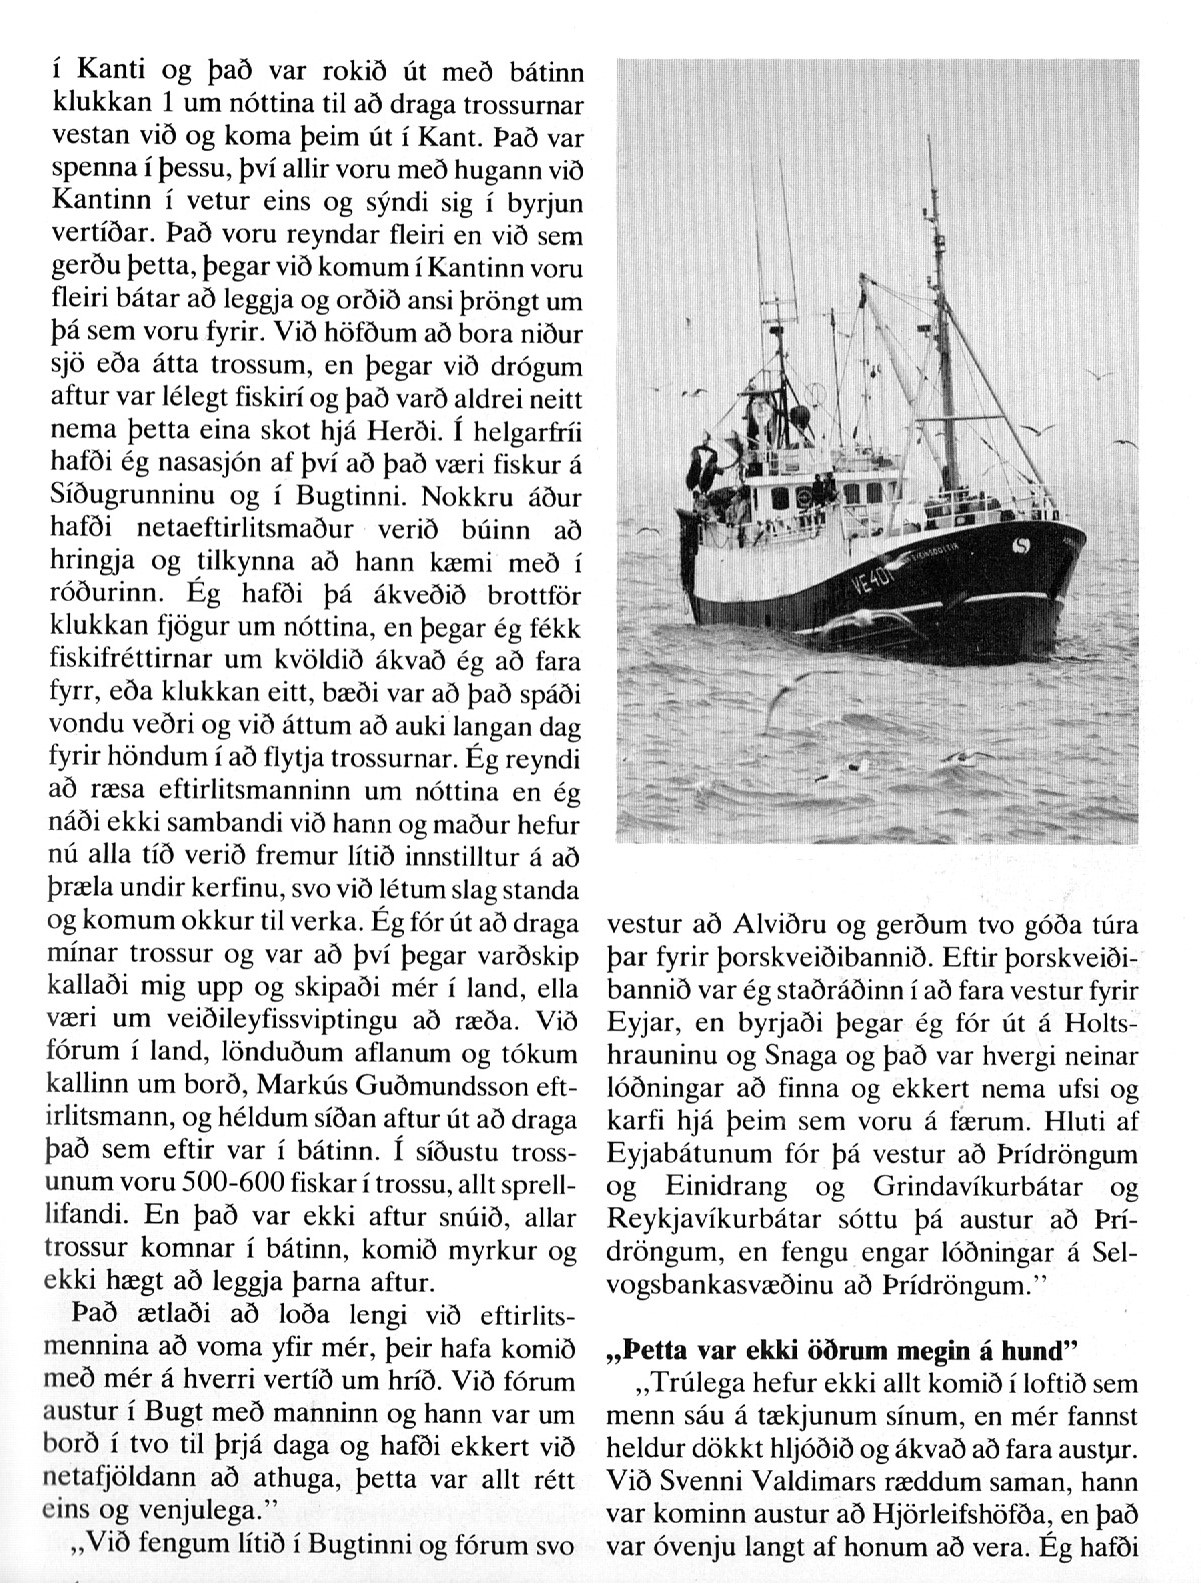 í Kanti og það var rokið út með bátinn
klukkan 1 um nóttina til að draga trossurnar
vestan við og koma þeim út í Kant. Það var
spenna í þessu, því allir voru með hugann við
Kantinn í vetur eins og sýndi sig í byrjun
vertíðar. Það voru reyndar fleiri en við sem
gerðu þetta, þegar við komum í Kantinn voru
fleiri bátar að leggja og orðið ansi þröngt um
þá sem voru fyrir. Við höfðum að bora niður
sjö eða átta trossum, en þegar við drógum
aftur var lélegt fiskirí og það varð aldrei neitt
nema þetta eina skot hjá Herði. Í helgarfríi
hafði ég nasasjón af því að það væri fiskur á
Síðugrunninu og í Bugtinni. Nokkru áður
hafði netaeftirlitsmaður verið búinn að
hringja og tilkynna að hann kæmi með í
róðurinn. Ég hafði þá ákveðið brottför
klukkan fjögur um nóttina, en þegar ég fékk
fiskifréttirnar um kvöldið ákvað ég að fara
fyrr, eða klukkan eitt, bæði var að það spáði
vondu veðri og við áttum að auki langan dag
fyrir höndum í að flytja trossurnar. Ég reyndi
að ræsa eftirlitsmanninn um nóttina en ég
náði ekki sambandi við hann og maður hefur
nú alla tíð verið fremur lítið innstilltur á að
þræla undir kerfinu, svo við létum slag standa
og komum okkur til verka. Ég fór út að draga
mínar trossur og var að því þegar varðskip
kallaði mig upp og skipaði mér í land, ella
væri um veiðileyfissviptingu að ræða. Við
fórum í land, lönduðum aflanum og tókum
kallinn um borð, Markús Guðmundsson eft-
irlitsmann, og héldum síðan aftur út að draga
það sem eftir var í bátinn. Í síðustu tross-
unum voru 500-600 fiskar í trossu, allt sprell-
lifandi. En það var ekki aftur snúið, allar
trossur komnar í bátinn, komið myrkur og
ekki hægt að leggja þarna aftur.
Það ætlaði að loða lengi við eftirlits-
mennina að voma yfir mér, þeir hafa komið
með mér á hverri vertíð um hríð. Við fórum
austur í Bugt með manninn og hann var um
borð í tvo til þrjá daga og hafði ekkert við
netafjöldann að athuga, þetta var allt rétt
eins og venjulega.”
„Við fengum lítið í Bugtinni og fórum svo
VE 401
vestur að Alviðru og gerðum tvo góða túra
þar fyrir þorskveiðibannið. Eftir þorskveiði-
bannið var ég staðráðinn í að fara vestur fyrir
Eyjar, en byrjaði þegar ég fór út á Holts-
hrauninu og Snaga og það var hvergi neinar
lóðningar að finna og ekkert nema ufsi og
karfi hjá þeim sem voru á færum. Hluti af
Eyjabátunum fór þá vestur að Þrídröngum
og Einidrang og Grindavíkurbátar og
Reykjavíkurbátar sóttu þá austur að Þrí-
dröngum, en fengu engar lóðningar á Sel-
vogsbankasvæðinu að Þrídröngum.”
„Þetta var ekki öðrum megin á hund”
„Trúlega hefur ekki allt komið í loftið sem
menn sáu á tækjunum sínum, en mér fannst
heldur dökkt hljóðið og ákvað að fara austur.
Við Svenni Valdimars ræddum saman, hann
var kominn austur að Hjörleifshöfða, en það
var óvenju langt af honum að vera. Ég hafði